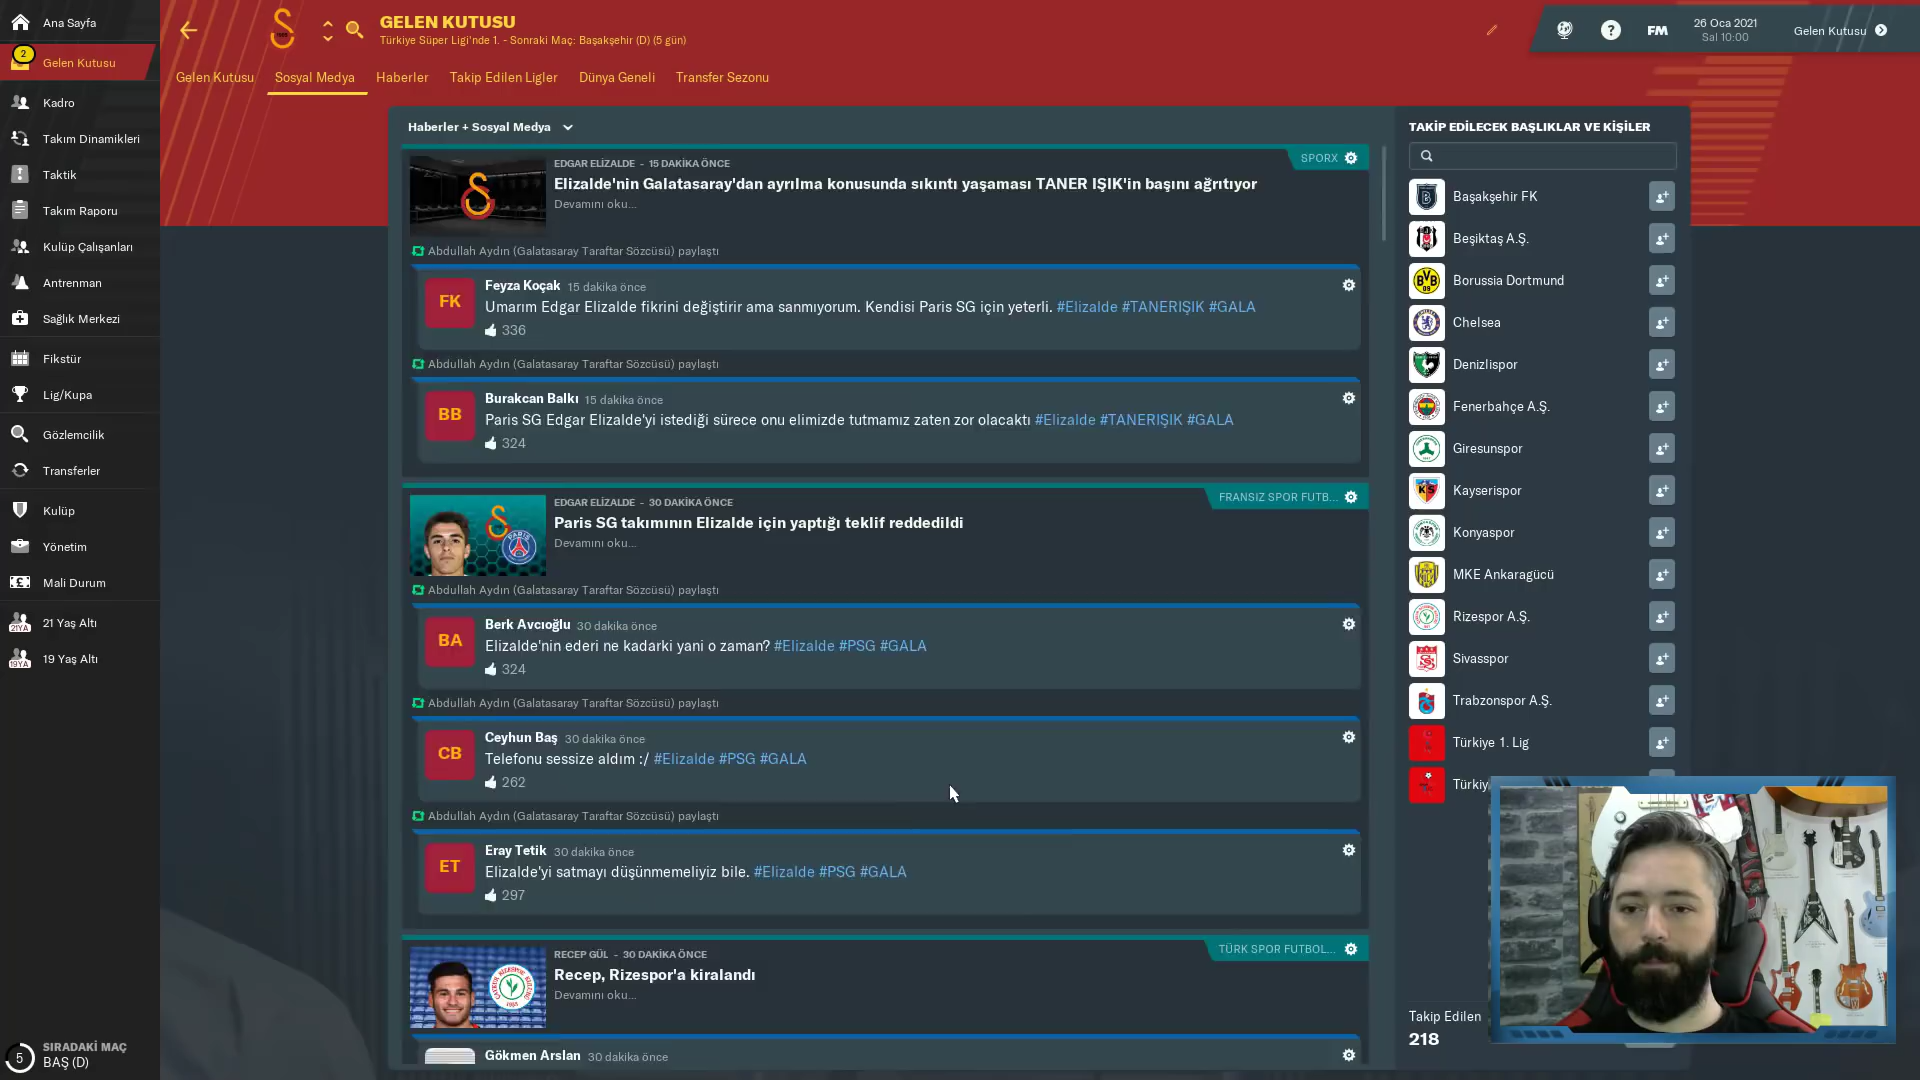 Ana Sayfa
2
Gelen Kutusu
Kadro
Takım Dinamikleri
Taktik
Takım Raporu
Kulüp Çalışanları
Antrenman
Sağlık Merkezi
Fikstür
Lig/Kupa
Gözlemcilik
Transferler
Kulüp
Yönetim
Mali Durum
21YA
21 Yaş Altı
19YA
19 Yaş Altı
5
SIRADAKİ MAÇ
BAŞ (D)
GELEN KUTUSU
Türkiye Süper Ligi'nde 1. - Sonraki Maç: Başakşehir (D) (5 gün)
FM
26 Oca 2021
Sal 10:00
Gelen Kutusu
Gelen Kutusu Sosyal Medya Haberler Takip Edilen Ligler Dünya Geneli Transfer Sezonu
Haberler + Sosyal Medya
EDGAR ELİZALDE - 15 DAKİKA ÖNCE
SPORX
Elizalde'nin Galatasaray'dan ayrılma konusunda sıkıntı yaşaması TANER IŞIK'in başını ağrıtıyor
Devamını oku...
Abdullah Aydın (Galatasaray Taraftar Sözcüsü) paylaştı
FK
Feyza Koçak 15 dakika önce
Umarım Edgar Elizalde fikrini değiştirir ama sanmıyorum. Kendisi Paris SG için yeterli. #Elizalde #TANERIŞIK #GALA
336
Abdullah Aydın (Galatasaray Taraftar Sözcüsü) paylaştı
BB
Burakcan Balkı 15 dakika önce
Paris SG Edgar Elizalde'yi istediği sürece onu elimizde tutmamız zaten zor olacaktı #Elizalde #TANERIŞIK #GALA
324
EDGAR ELİZALDE - 30 DAKİKA ÖNCE
FRANSIZ SPOR FUTB...
Paris SG takımının Elizalde için yaptığı teklif reddedildi
Devamını oku...
Abdullah Aydın (Galatasaray Taraftar Sözcüsü) paylaştı
BA
Berk Avcıoğlu 30 dakika önce
Elizalde'nin ederi ne kadarki yani o zaman? #Elizalde #PSG #GALA
324
Abdullah Aydın (Galatasaray Taraftar Sözcüsü) paylaştı
CB
Ceyhun Baş 30 dakika önce
Telefonu sessize aldım :/ #Elizalde #PSG #GALA
262
Abdullah Aydın (Galatasaray Taraftar Sözcüsü) paylaştı
ET
Eray Tetik 30 dakika önce
Elizalde'yi satmayı düşünmemeliyiz bile. #Elizalde #PSG #GALA
297
RECEP GÜL - 30 DAKİKA ÖNCE
TÜRK SPOR FUTBOL...
Recep, Rizespor'a kiralandı
Devamını oku...
Gökmen Arslan 30 dakika önce
TAKİP EDİLECEK BAŞLIKLAR VE KİŞİLER
Başakşehir FK
Beşiktaş A.Ş.
Borussia Dortmund
Chelsea
Denizlispor
Fenerbahçe A.Ş.
Giresunspor
Kayserispor
Konyaspor
MKE Ankaragücü
Rizespor A.Ş.
Sivasspor
Trabzonspor A.Ş.
Türkiye 1. Lig
Türkiy
Takip Edilen
218